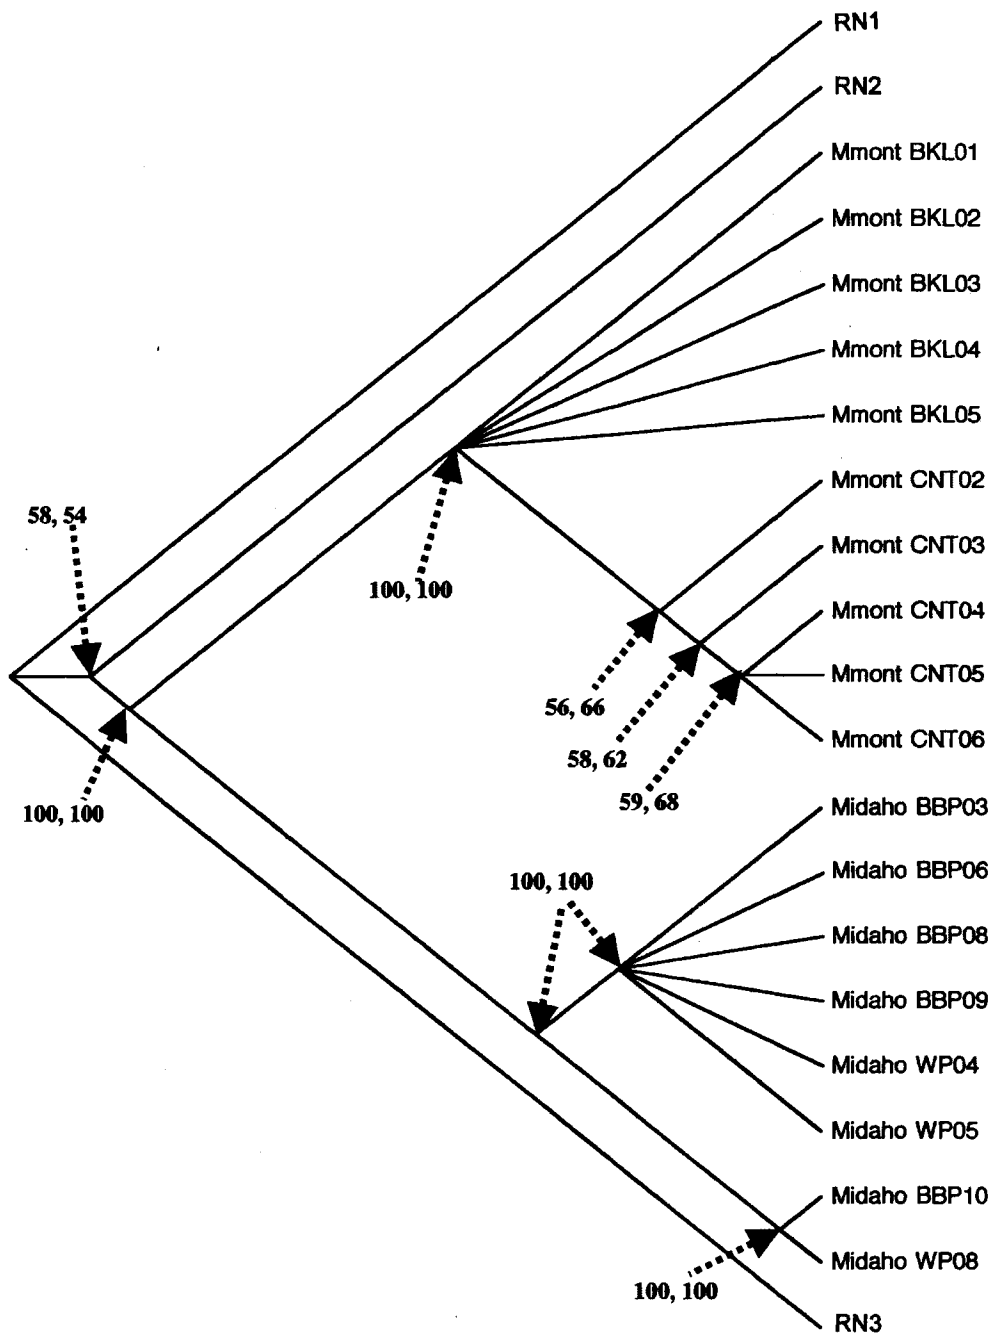 RN1
RN2
Mmont BKL01
Mmont BKL02
Mmont BKL03
Mmont BKL04
Mmont BKL05
Mmont CNT02
58, 54
Mmont CNT03
100, 100
Mmont CNT04
Mmont CNT05
56, 66
Mmont CNT06
58, 62
59, 68
100, 100
Midaho BBP03
Midaho BBP06
100, 100
Midaho BBP08
Midaho BBP09
Midaho WP04
Midaho WP05
Midaho BBP10
Midaho WP08
100, 100
RN3